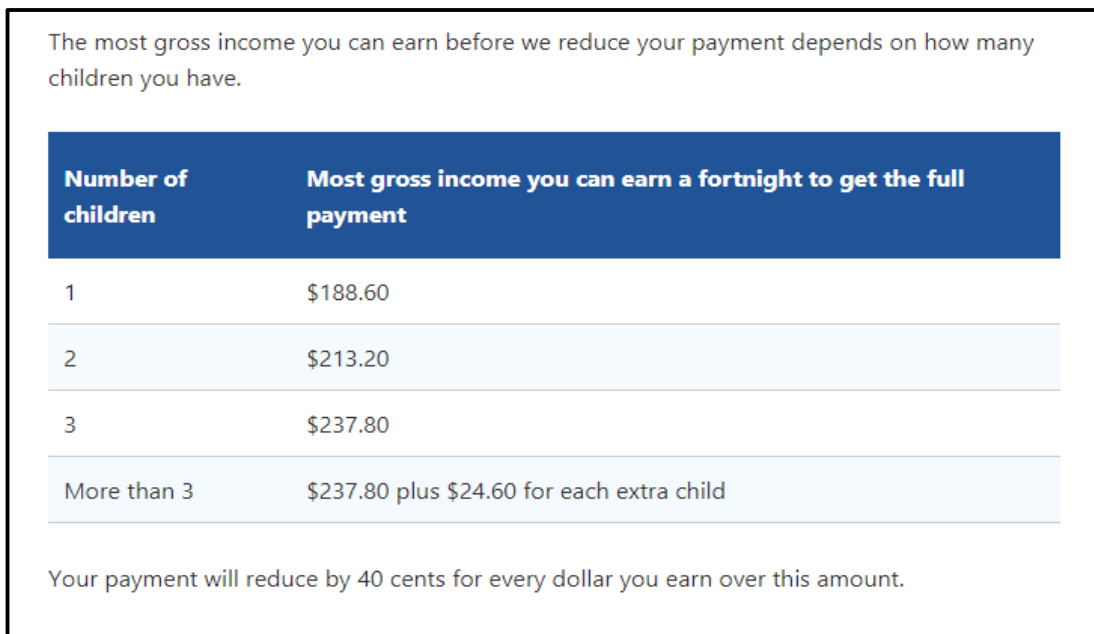 The most gross income you can earn before we reduce your payment depends on how many
children you have.
Number of
children
Most gross income you can earn a fortnight to get the full
payment
1
$188.60
2
$213.20
3
$237.80
More than 3
$237.80 plus $24.60 for each extra child
Your payment will reduce by 40 cents for every dollar you earn over this amount.